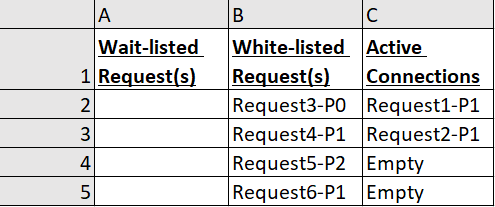 A B C
Wait-listed White-listed Active
1 Request(s) Request(s) Connections
2 Request3-P0 Request1-P1
3 Request4-P1 Request2-P1
4 Request5-P2 Empty
5 Request6-P1 Empty